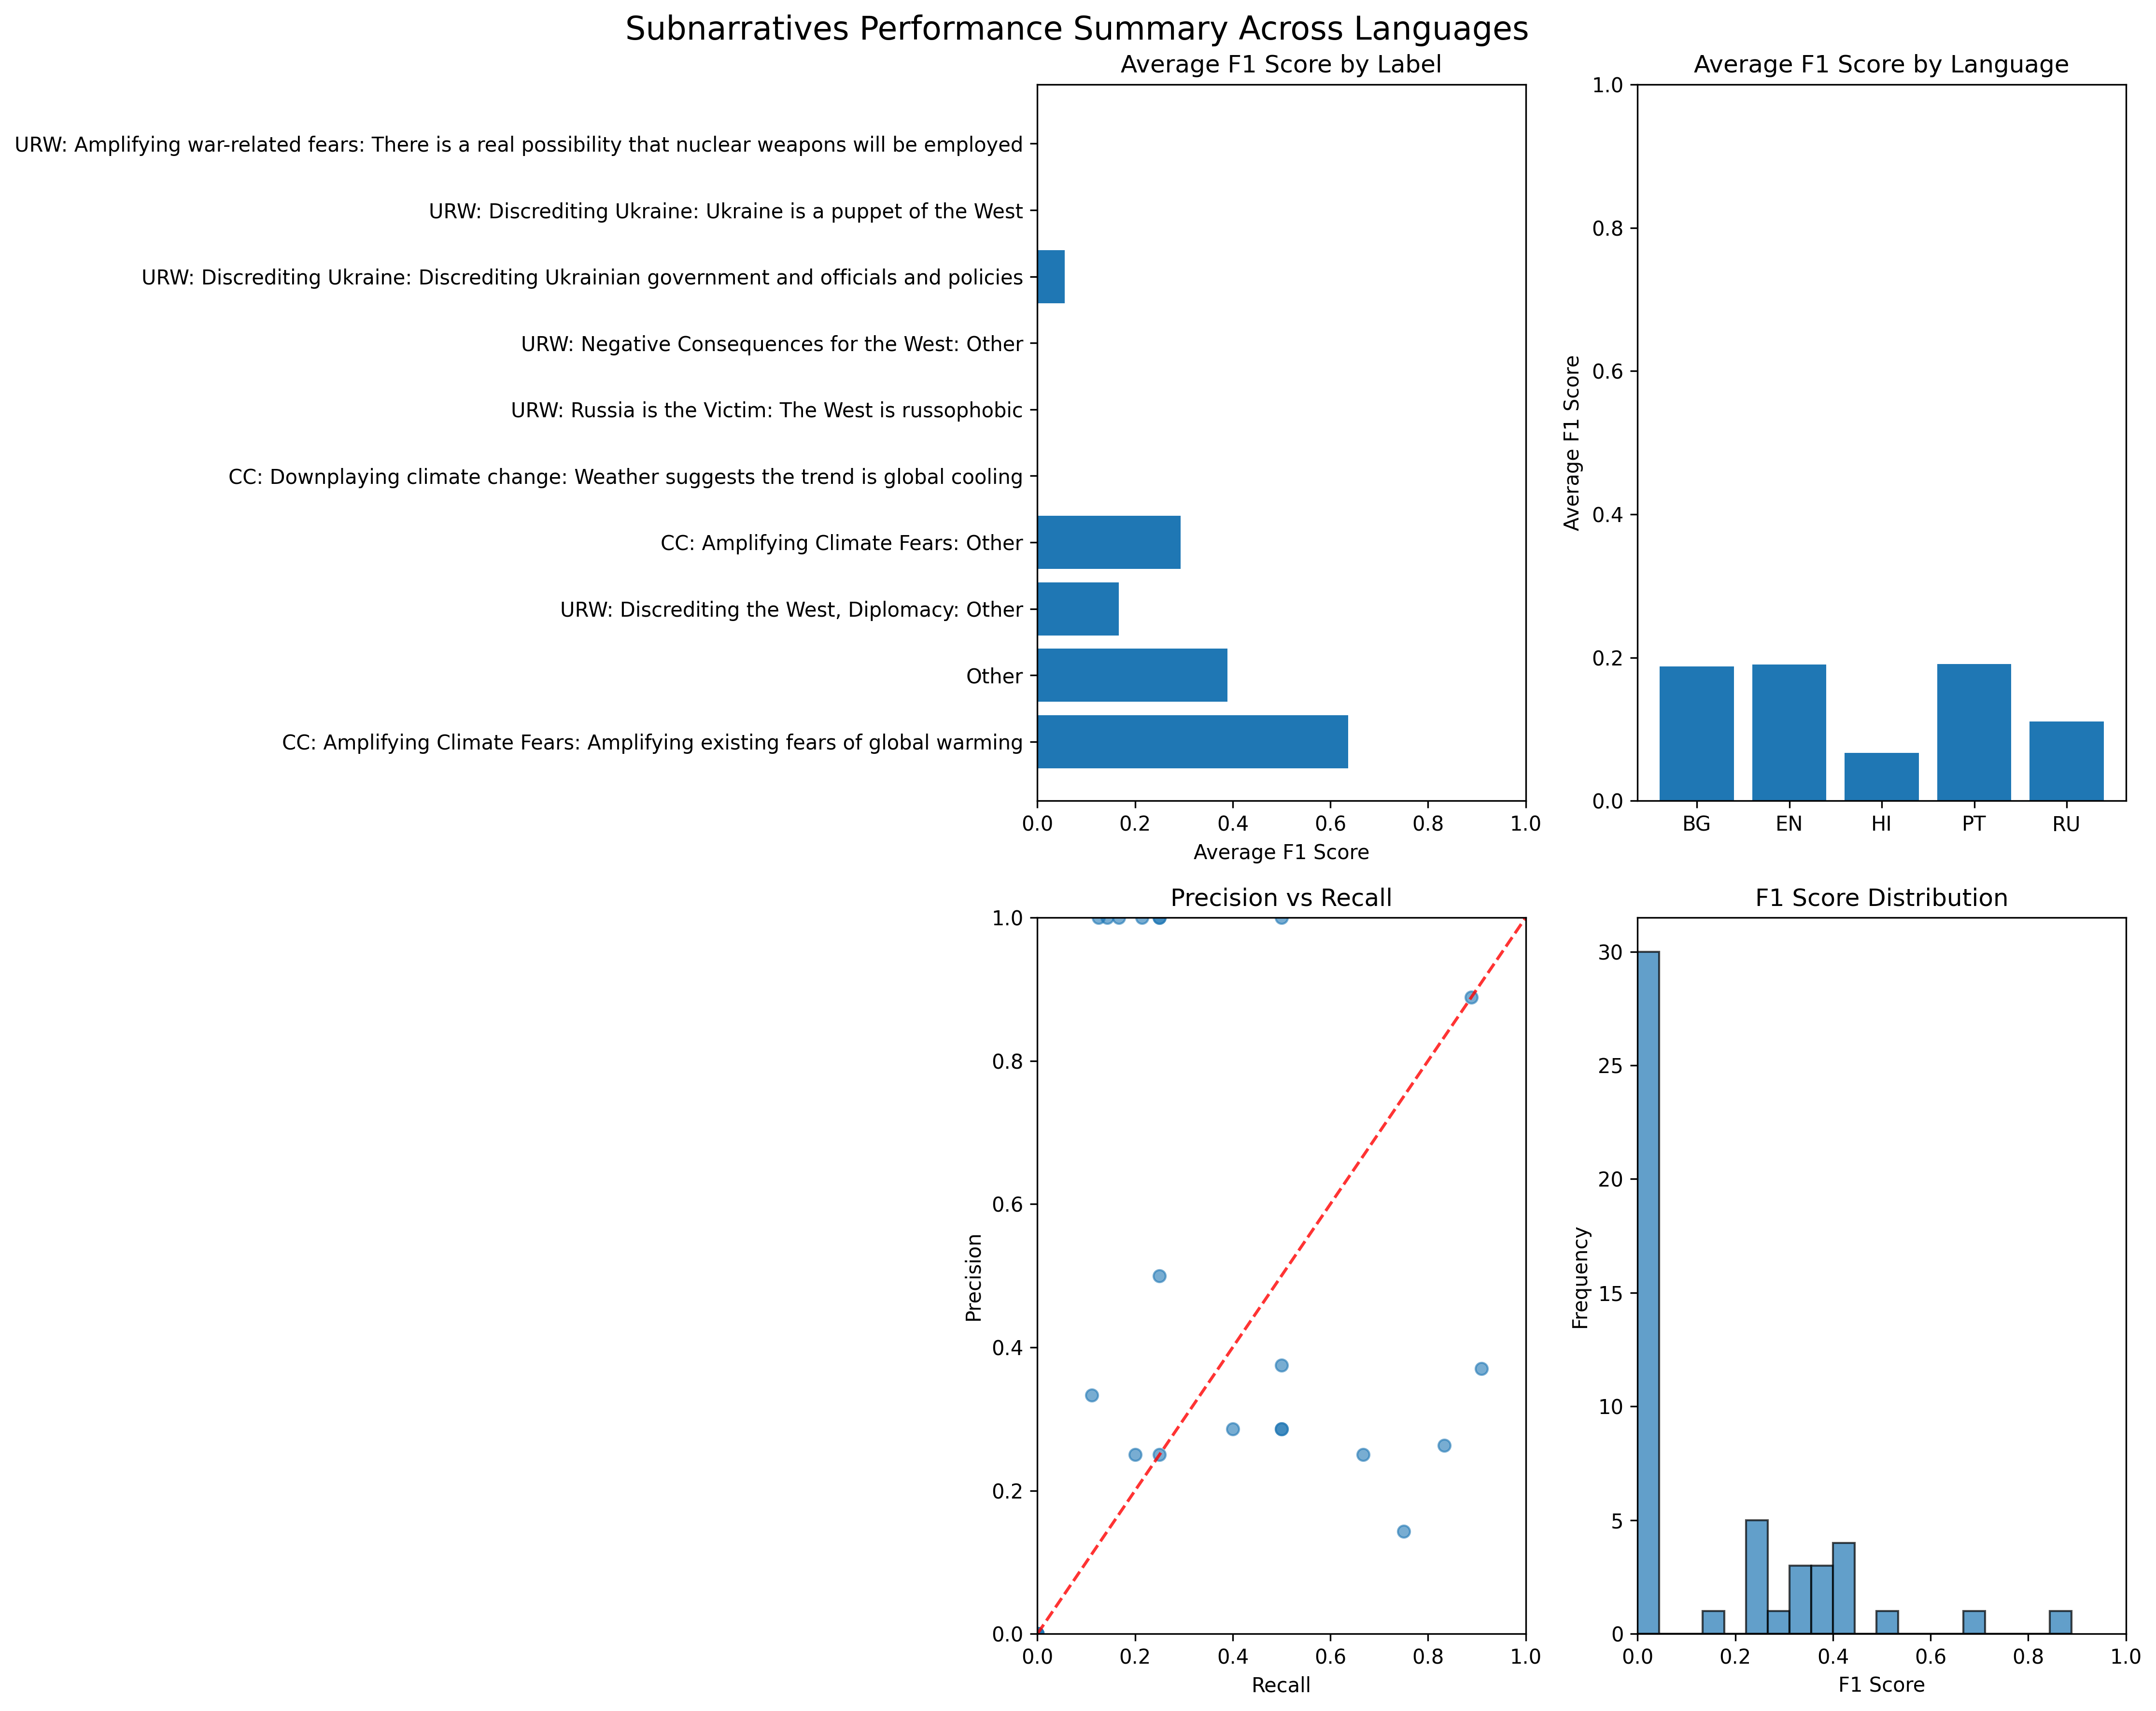 Subnarratives Performance Summary Across Languages
Average F1 Score by Label
URW: Amplifying war-related fears: There is a real possibility that nuclear weapons will be employed
URW: Discrediting Ukraine: Ukraine is a puppet of the West
URW: Discrediting Ukraine: Discrediting Ukrainian government and officials and policies
URW: Negative Consequences for the West: Other
URW: Russia is the Victim: The West is russophobic
CC: Downplaying climate change: Weather suggests the trend is global cooling
CC: Amplifying Climate Fears: Other
URW: Discrediting the West, Diplomacy: Other
Other
CC: Amplifying Climate Fears: Amplifying existing fears of global warming
0.0 0.2 0.4 0.6 0.8 1.0
Average F1 Score
Average F1 Score by Language
Average F1 Score
1.0
0.8
0.6
0.4
0.2
0.0
BG EN HI PT RU
Precision vs Recall
Precision
1.0
0.8
0.6
0.4
0.2
0.0
0.0 0.2 0.4 0.6 0.8 1.0
Recall
F1 Score Distribution
Frequency
30
25
20
15
10
5
0
0.0 0.2 0.4 0.6 0.8 1.0
F1 Score